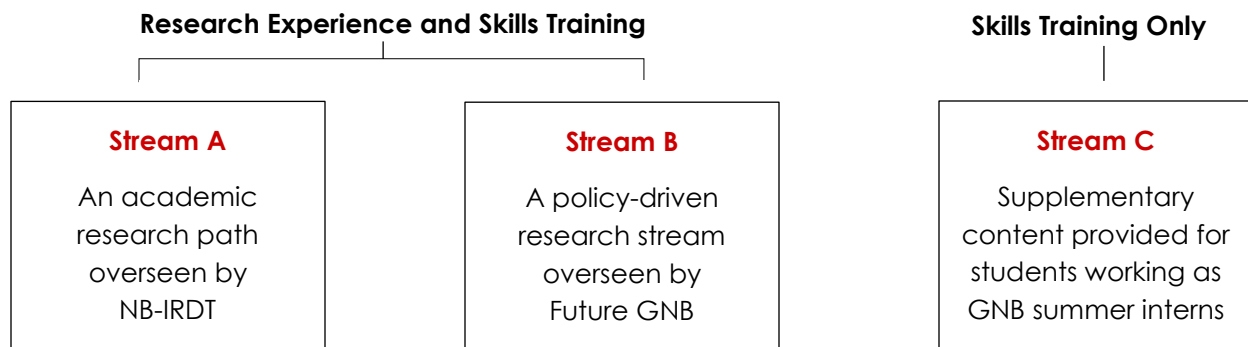 Research Experience and Skills Training
Skills Training Only
Stream A
An academic
research path
overseen by
NB-IRDT
Stream B
A policy-driven
research stream
overseen by
Future GNB
Stream C
Supplementary
content provided for
students working as
GNB summer interns